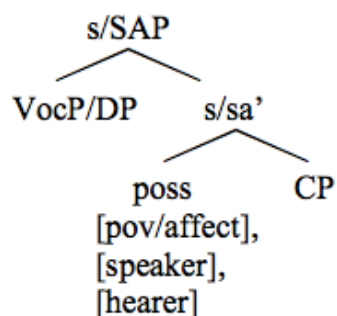 s/SAP
VocP/DP s/sa’
poss CP
[pov/affect],
[speaker],
[hearer]